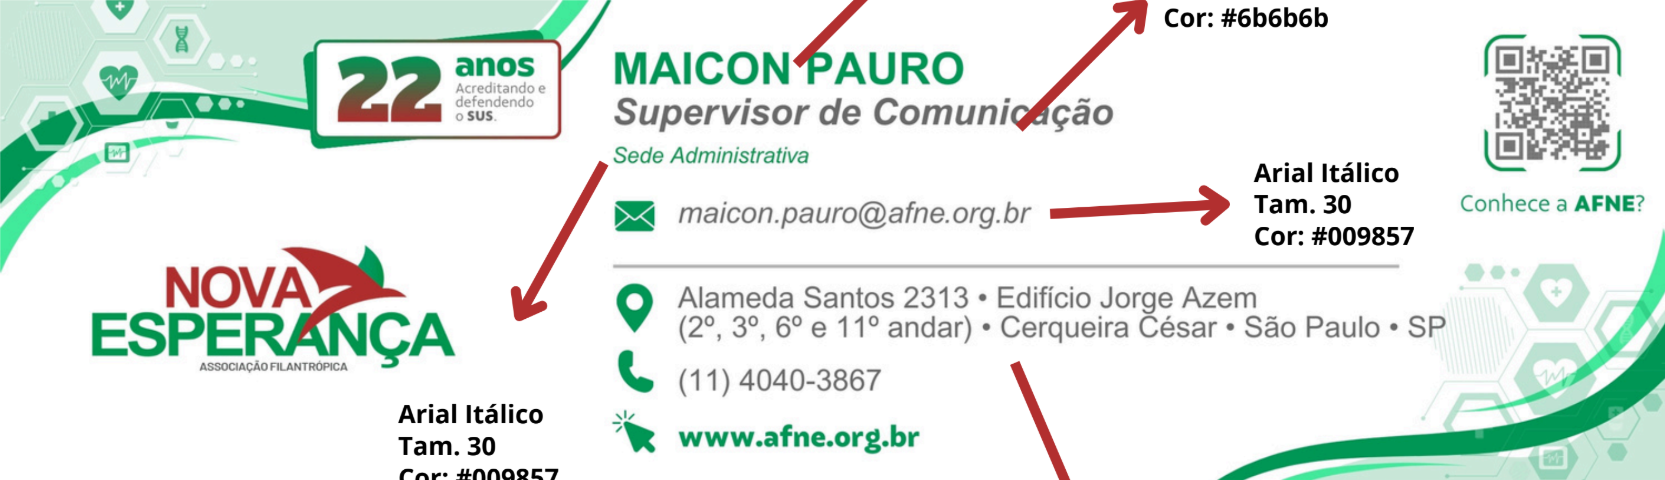 Cor: #6b6b6b
22 anos
Acreditando e
defendendo
o SUS.
MAICON PAURO
Supervisor de Comunicação
Sede Administrativa
maicon.pauro@afne.org.br
Arial Itálico
Tam. 30
Cor: #009857
Conhece a AFNE?
NOVA
ESPERANÇA
ASSOCIAÇÃO FILANTRÓPICA
Alameda Santos 2313 • Edifício Jorge Azem
(2º, 3º, 6º e 11º andar) • Cerqueira César • São Paulo • SP
(11) 4040-3867
www.afne.org.br
Arial Itálico
Tam. 30
Cor: #009857